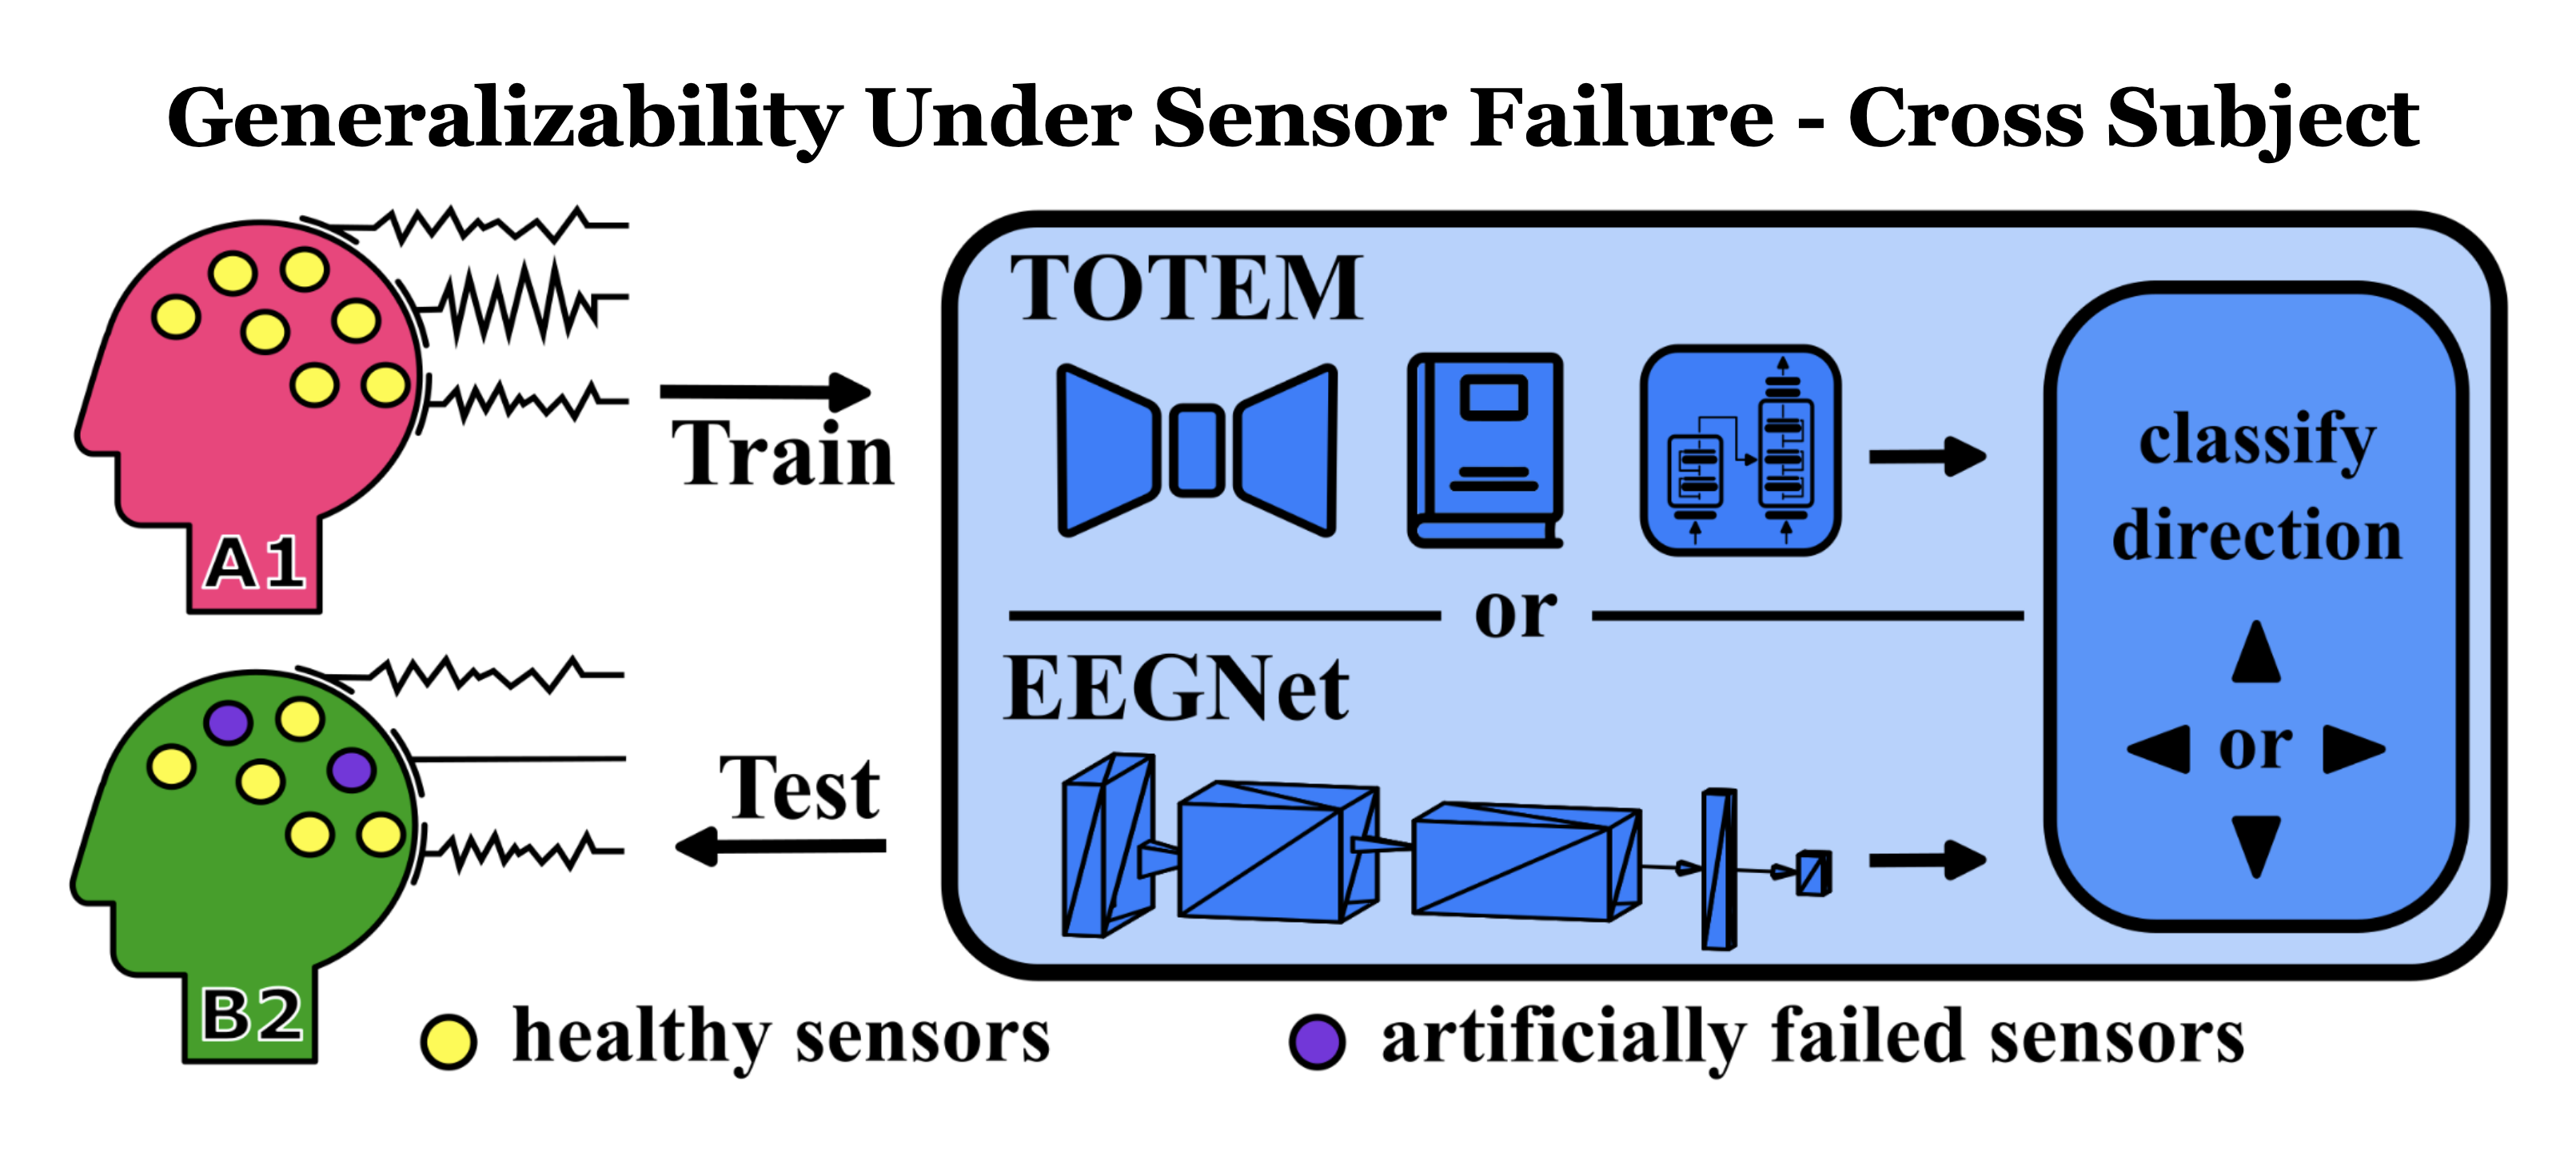 Generalizability Under Sensor Failure - Cross Subject
A1
Train
TOTEM
or
EEGNet
classify
direction
or
B2
Test
healthy sensors
artificially failed sensors